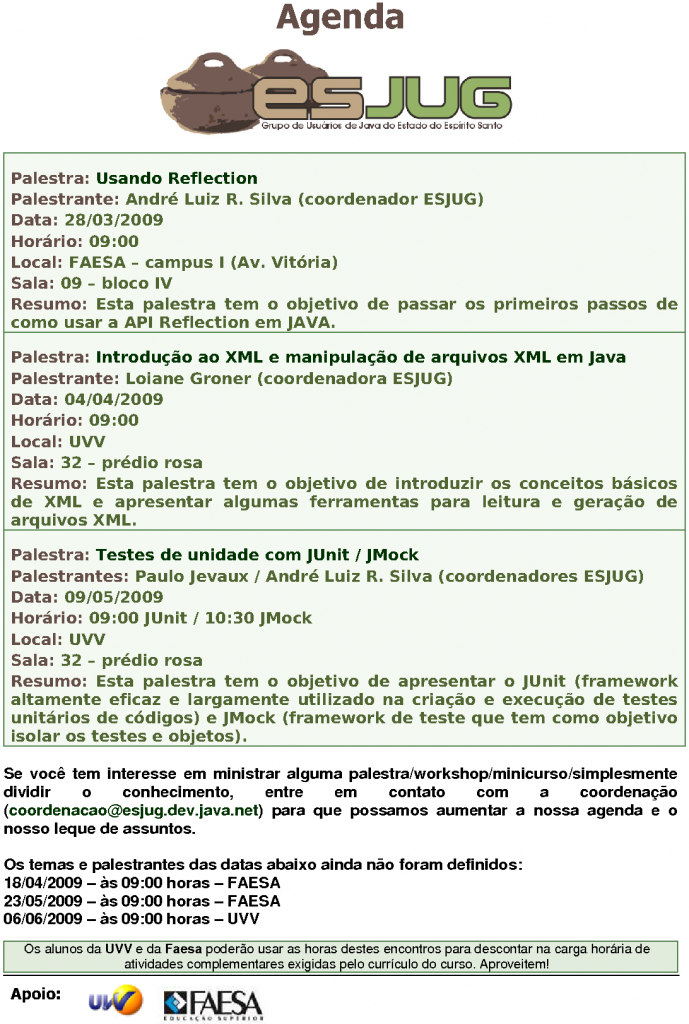 Agenda
esJUG
Grupo de Usuários de Java do Estado do Espírito Santo
Palestra: Usando Reflection
Palestrante: André Luiz R. Silva (coordenador ESJUG)
Data: 28/03/2009
Horário: 09:00
Local: FAESA – campus I (Av. Vitória)
Sala: 09 – bloco IV
Resumo: Esta palestra tem o objetivo de passar os primeiros passos de
como usar a API Reflection em JAVA.
Palestra: Introdução ao XML e manipulação de arquivos XML em Java
Palestrante: Loiane Groner (coordenadora ESJUG)
Data: 04/04/2009
Horário: 09:00
Local: UVV
Sala: 32 – prédio rosa
Resumo: Esta palestra tem o objetivo de introduzir os conceitos básicos
de XML e apresentar algumas ferramentas para leitura e geração de
arquivos XML.
Palestra: Testes de unidade com JUnit / JMock
Palestrantes: Paulo Jevaux / André Luiz R. Silva (coordenadores ESJUG)
Data: 09/05/2009
Horário: 09:00 JUnit / 10:30 JMock
Local: UVV
Sala: 32 – prédio rosa
Resumo: Esta palestra tem o objetivo de apresentar o JUnit (framework
altamente eficaz e largamente utilizado na criação e execução de testes
unitários de códigos) e JMock (framework de teste que tem como objetivo
isolar os testes e objetos).
Se você tem interesse em ministrar alguma palestra/workshop/minicurso/simplesmente
dividir o conhecimento, entre em contato com a coordenação
(coordenacao@esjug.dev.java.net) para que possamos aumentar a nossa agenda e o
nosso leque de assuntos.
Os temas e palestrantes das datas abaixo ainda não foram definidos:
18/04/2009 – às 09:00 horas – FAESA
23/05/2009 – às 09:00 horas – FAESA
06/06/2009 – às 09:00 horas – UVV
Os alunos da UVV e da Faesa poderão usar as horas destes encontros para descontar na carga horária de
atividades complementares exigidas pelo currículo do curso. Aproveitem!
Apoio: UVV FAESA
EDUCAÇÃO SUPERIOR